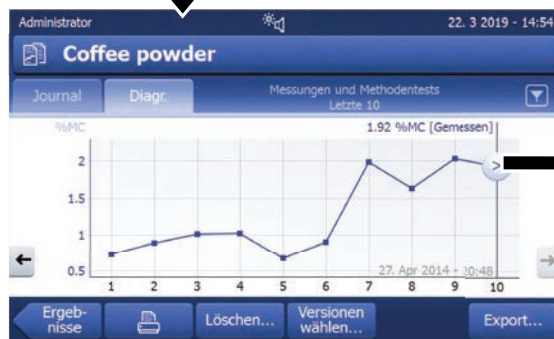 Administrator
22. 3 2019 - 14:54
Coffee powder
Journal
Diagr.
Messungen und Methodentests
Letzte 10
%MC
1.92 %MC [Gemessen]
2
1.5
1
0.5
>
27. Apr 2014 - 20:48
1 2 3 4 5 6 7 8 9 10
Ergeb-
nisse
Löschen...
Versionen
wählen...
Export...